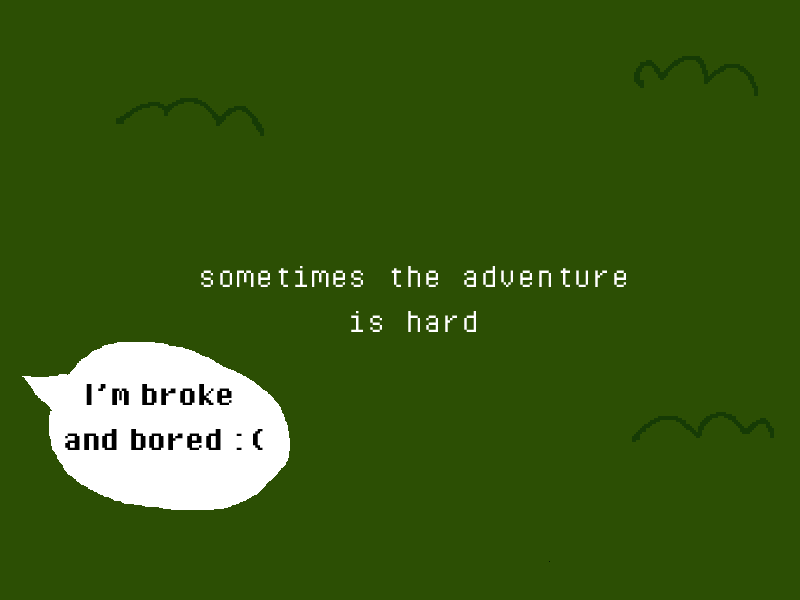 sometimes the adventure
is hard
I'm broke
and bored :(